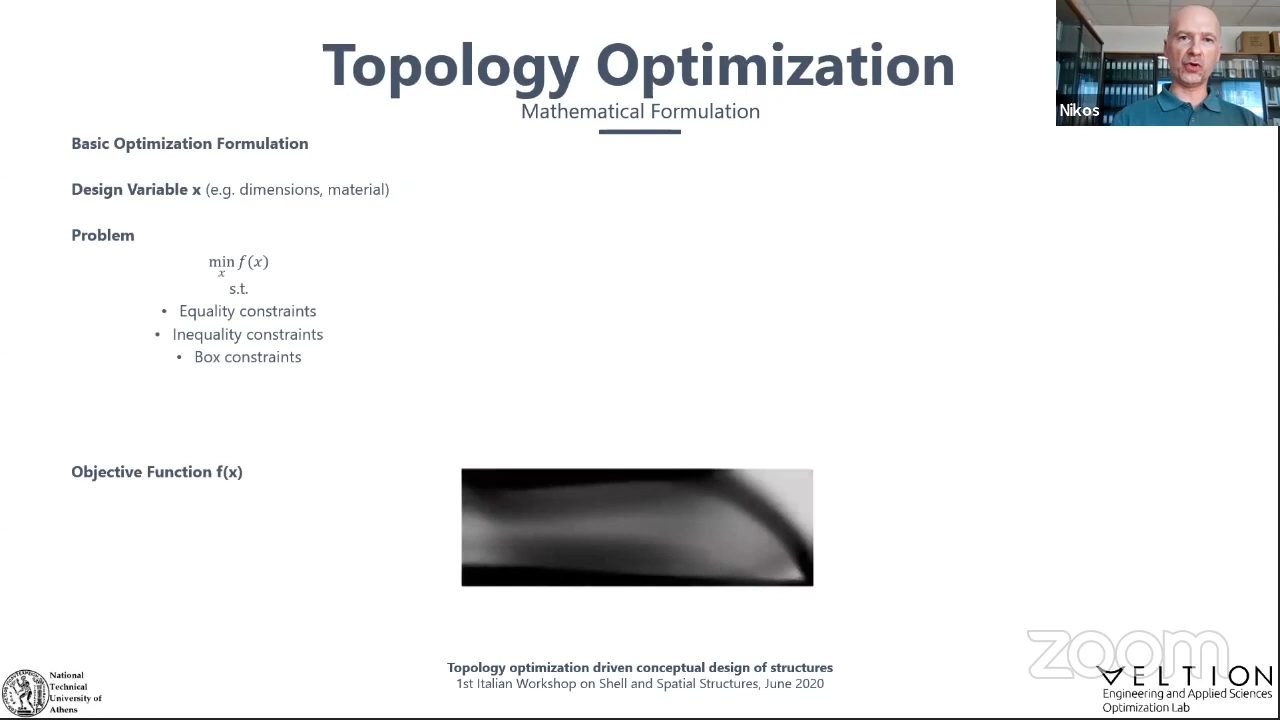 Topology Optimization
Mathematical Formulation
Nikos
Basic Optimization Formulation
Design Variable x (e.g. dimensions, material)
Problem
min f(x)
x
s.t.
• Equality constraints
• Inequality constraints
• Box constraints
Objective Function f(x)
zoom
Topology optimization driven conceptual design of structures
1st Italian Workshop on Shell and Spatial Structures, June 2020
National
Technical
University of
Athens
VELTION
Engineering and Applied Sciences
Optimization Lab